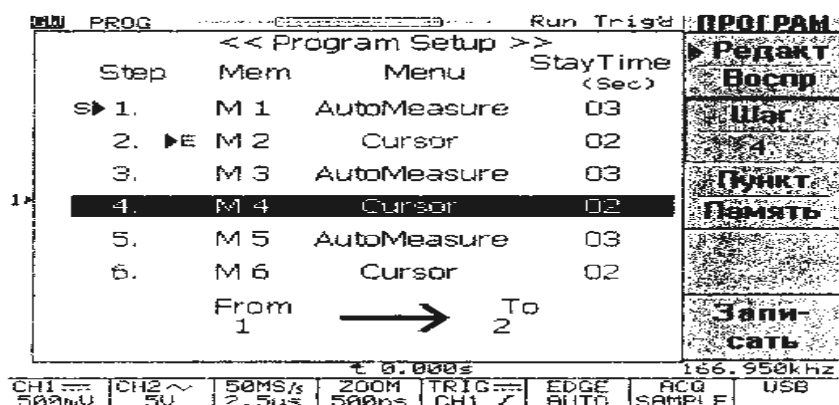 PROG Run Trig'd ПРОГРАМ
<< Program Setup >>
Step Mem Menu StayTime (Sec)
S▶ 1. M 1 AutoMeasure 03
2. ▶E M 2 Cursor 02
3. M 3 AutoMeasure 03
4. M 4 Cursor 02
5. M 5 AutoMeasure 03
6. M 6 Cursor 02
From To
1 2
1▶
▶ Редакт
Воспр
Шаг
4.
Пункт
Память
Запи-
сать
t 0.000s 166.950kHz
CH1 CH2 50MS/s ZOOM TRIG EDGE ACQ USB
500mV 5V 2.5us 500ns CH1 AUTO SAMPLE